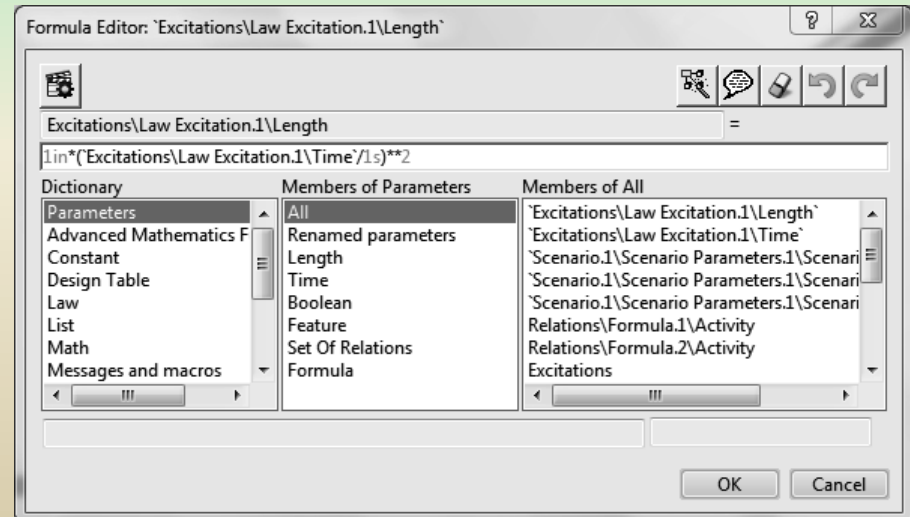 Formula Editor: `Excitations\Law Excitation.1\Length`
Excitations\Law Excitation.1\Length =
1in*(`Excitations\Law Excitation.1\Time`/1s)**2
Dictionary Members of Parameters Members of All
Parameters All `Excitations\Law Excitation.1\Length`
Advanced Mathematics F Renamed parameters `Excitations\Law Excitation.1\Time`
Constant Length `Scenario.1\Scenario Parameters.1\Scenari
Design Table Time `Scenario.1\Scenario Parameters.1\Scenari
Law Boolean `Scenario.1\Scenario Parameters.1\Scenari
List Feature Relations\Formula.1\Activity
Math Set Of Relations Relations\Formula.2\Activity
Messages and macros Formula Excitations
OK Cancel